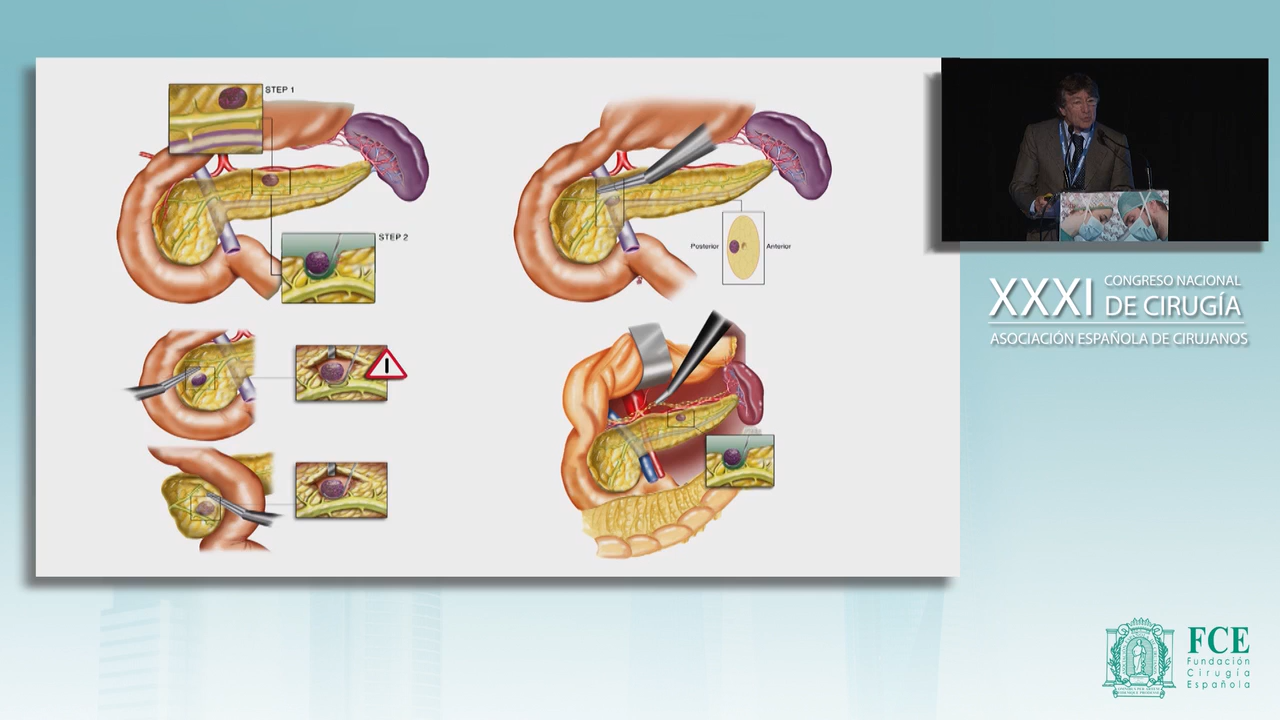 STEP 1
STEP 2
Posterior
Anterior
XXXI
CONGRESO NACIONAL
DE CIRUGÍA
ASOCIACIÓN ESPAÑOLA DE CIRUJANOS
FCE
Fundación
Cirugía
Española